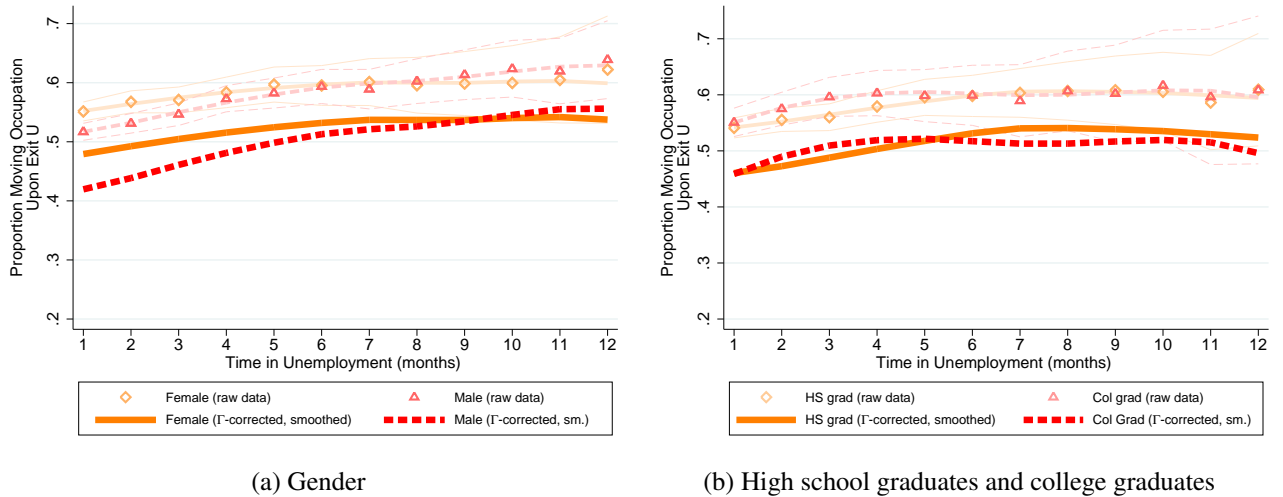 Proportion Moving Occupation
Upon Exit U
.7
.6
.5
.4
.3
.2
1 2 3 4 5 6 7 8 9 10 11 12
Time in Unemployment (months)
Female (raw data) Male (raw data)
Female (Γ-corrected, smoothed) Male (Γ-corrected, sm.)
(a) Gender
Proportion Moving Occupation
Upon Exit U
.7
.6
.5
.4
.3
.2
1 2 3 4 5 6 7 8 9 10 11 12
Time in Unemployment (months)
HS grad (raw data) Col grad (raw data)
HS grad (Γ-corrected, smoothed) Col Grad (Γ-corrected, sm.)
(b) High school graduates and college graduates